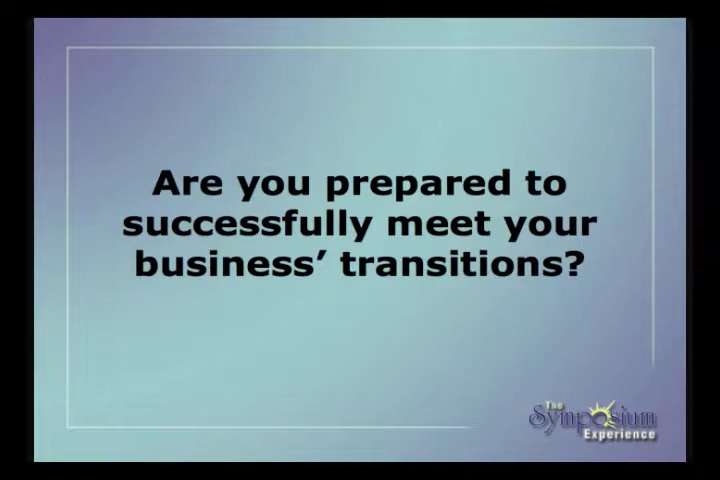 Are you prepared to
successfully meet your
business’ transitions?
The
Symposium
Experience